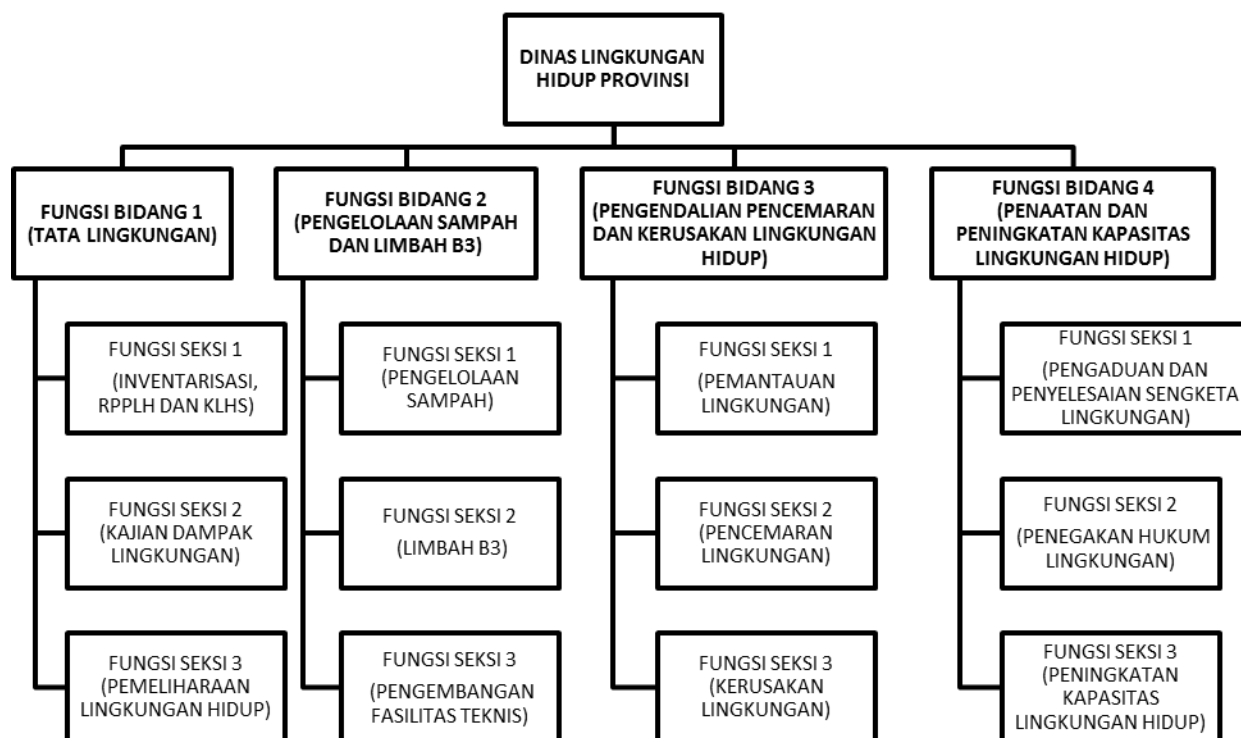 DINAS LINGKUNGAN
HIDUP PROVINSI
FUNGSI BIDANG 1
(TATA LINGKUNGAN)
FUNGSI SEKSI 1
(INVENTARISASI,
RPPLH DAN KLHS)
FUNGSI SEKSI 2
(KAJIAN DAMPAK
LINGKUNGAN)
FUNGSI SEKSI 3
(PEMELIHARAAN
LINGKUNGAN HIDUP)
FUNGSI BIDANG 2
(PENGELOLAAN SAMPAH
DAN LIMBAH B3)
FUNGSI SEKSI 1
(PENGELOLAAN
SAMPAH)
FUNGSI SEKSI 2
(LIMBAH B3)
FUNGSI SEKSI 3
(PENGEMBANGAN
FASILITAS TEKNIS)
FUNGSI BIDANG 3
(PENGENDALIAN PENCEMARAN
DAN KERUSAKAN LINGKUNGAN
HIDUP)
FUNGSI SEKSI 1
(PEMANTAUAN
LINGKUNGAN)
FUNGSI SEKSI 2
(PENCEMARAN
LINGKUNGAN)
FUNGSI SEKSI 3
(KERUSAKAN
LINGKUNGAN)
FUNGSI BIDANG 4
(PENAATAN DAN
PENINGKATAN KAPASITAS
LINGKUNGAN HIDUP)
FUNGSI SEKSI 1
(PENGADUAN DAN
PENYELESAIAN SENGKETA
LINGKUNGAN)
FUNGSI SEKSI 2
(PENEGAKAN HUKUM
LINGKUNGAN)
FUNGSI SEKSI 3
(PENINGKATAN
KAPASITAS
LINGKUNGAN HIDUP)